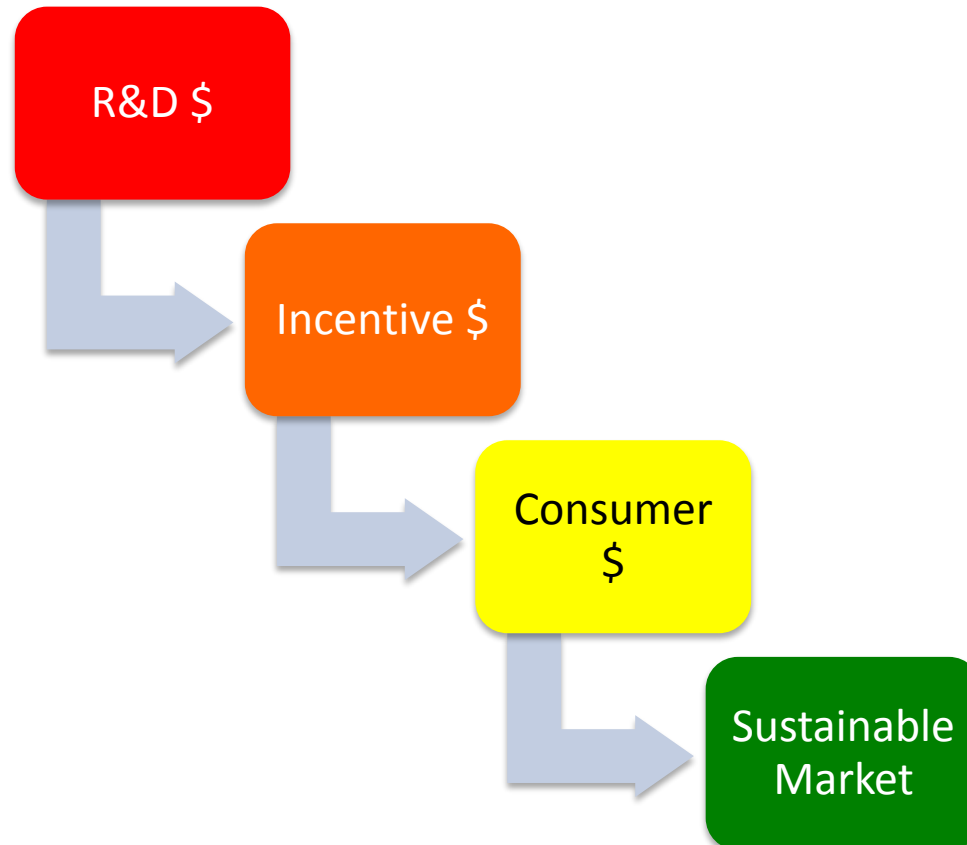 R&D $
Incentive $
Consumer
$
Sustainable
Market